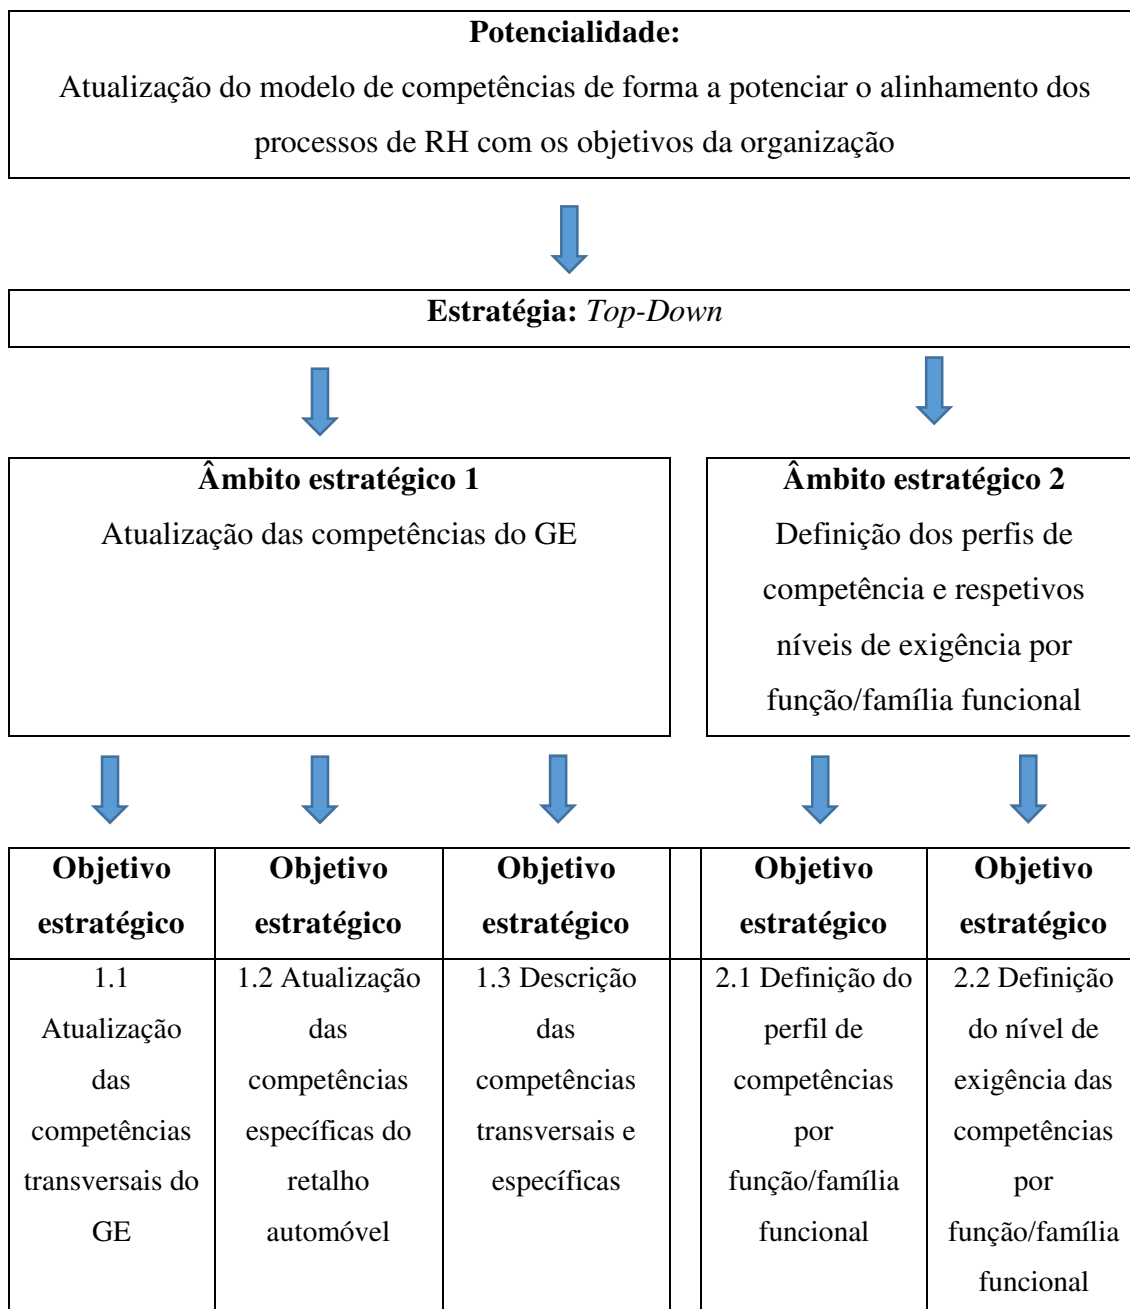 Potencialidade:
Atualização do modelo de competências de forma a potenciar o alinhamento dos
processos de RH com os objetivos da organização
Estratégia: Top-Down
Âmbito estratégico 1
Atualização das competências do GE
Âmbito estratégico 2
Definição dos perfis de
competência e respetivos
níveis de exigência por
função/família funcional
Objetivo
estratégico
1.1
Atualização
das
competências
transversais do
GE
Objetivo
estratégico
1.2 Atualização
das
competências
específicas do
retalho
automóvel
Objetivo
estratégico
1.3 Descrição
das
competências
transversais e
específicas
Objetivo
estratégico
2.1 Definição do
perfil de
competências
por
função/família
funcional
Objetivo
estratégico
2.2 Definição
do nível de
exigência das
competências
por
função/família
funcional